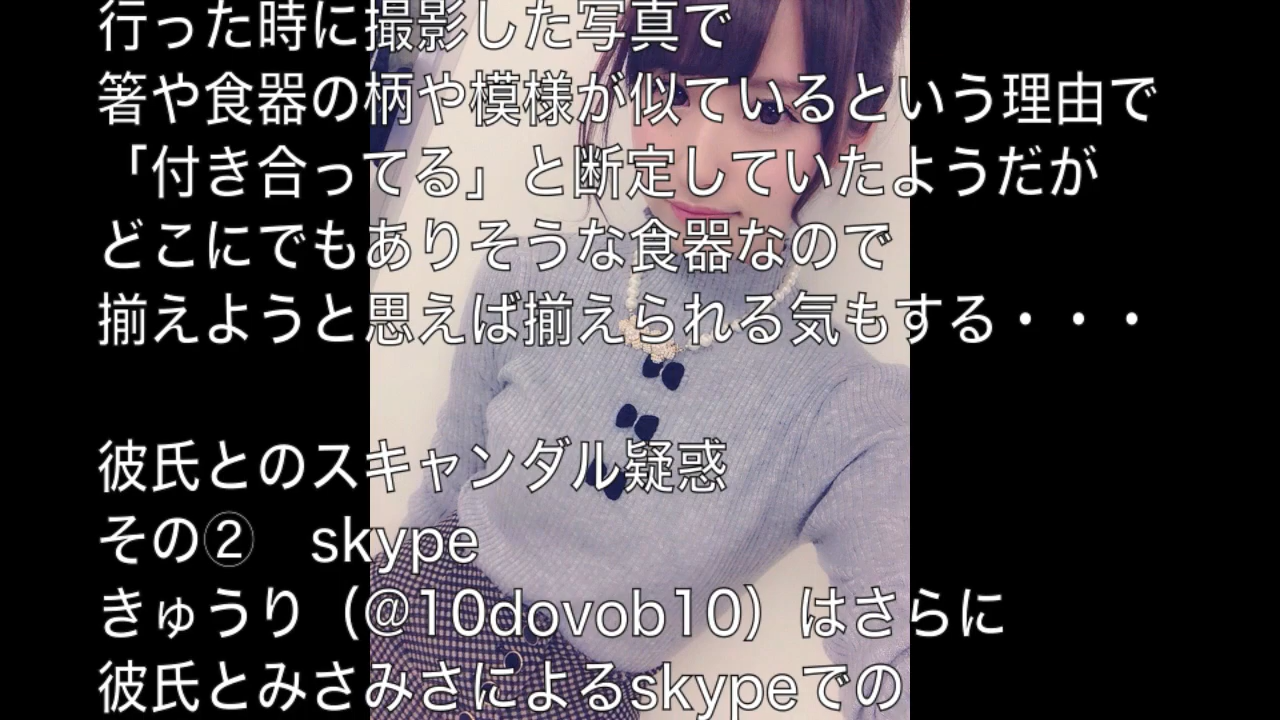 行った時に撮影した写真で
箸や食器の柄や模様が似ているという理由で
「付き合ってる」と断定していたようだが
どこにでもありそうな食器なので
揃えようと思えば揃えられる気もする・・・
彼氏とのスキャンダル疑惑
その②　skype
きゅうり（@10dovob10）はさらに
彼氏とみさみさによるskypeでの